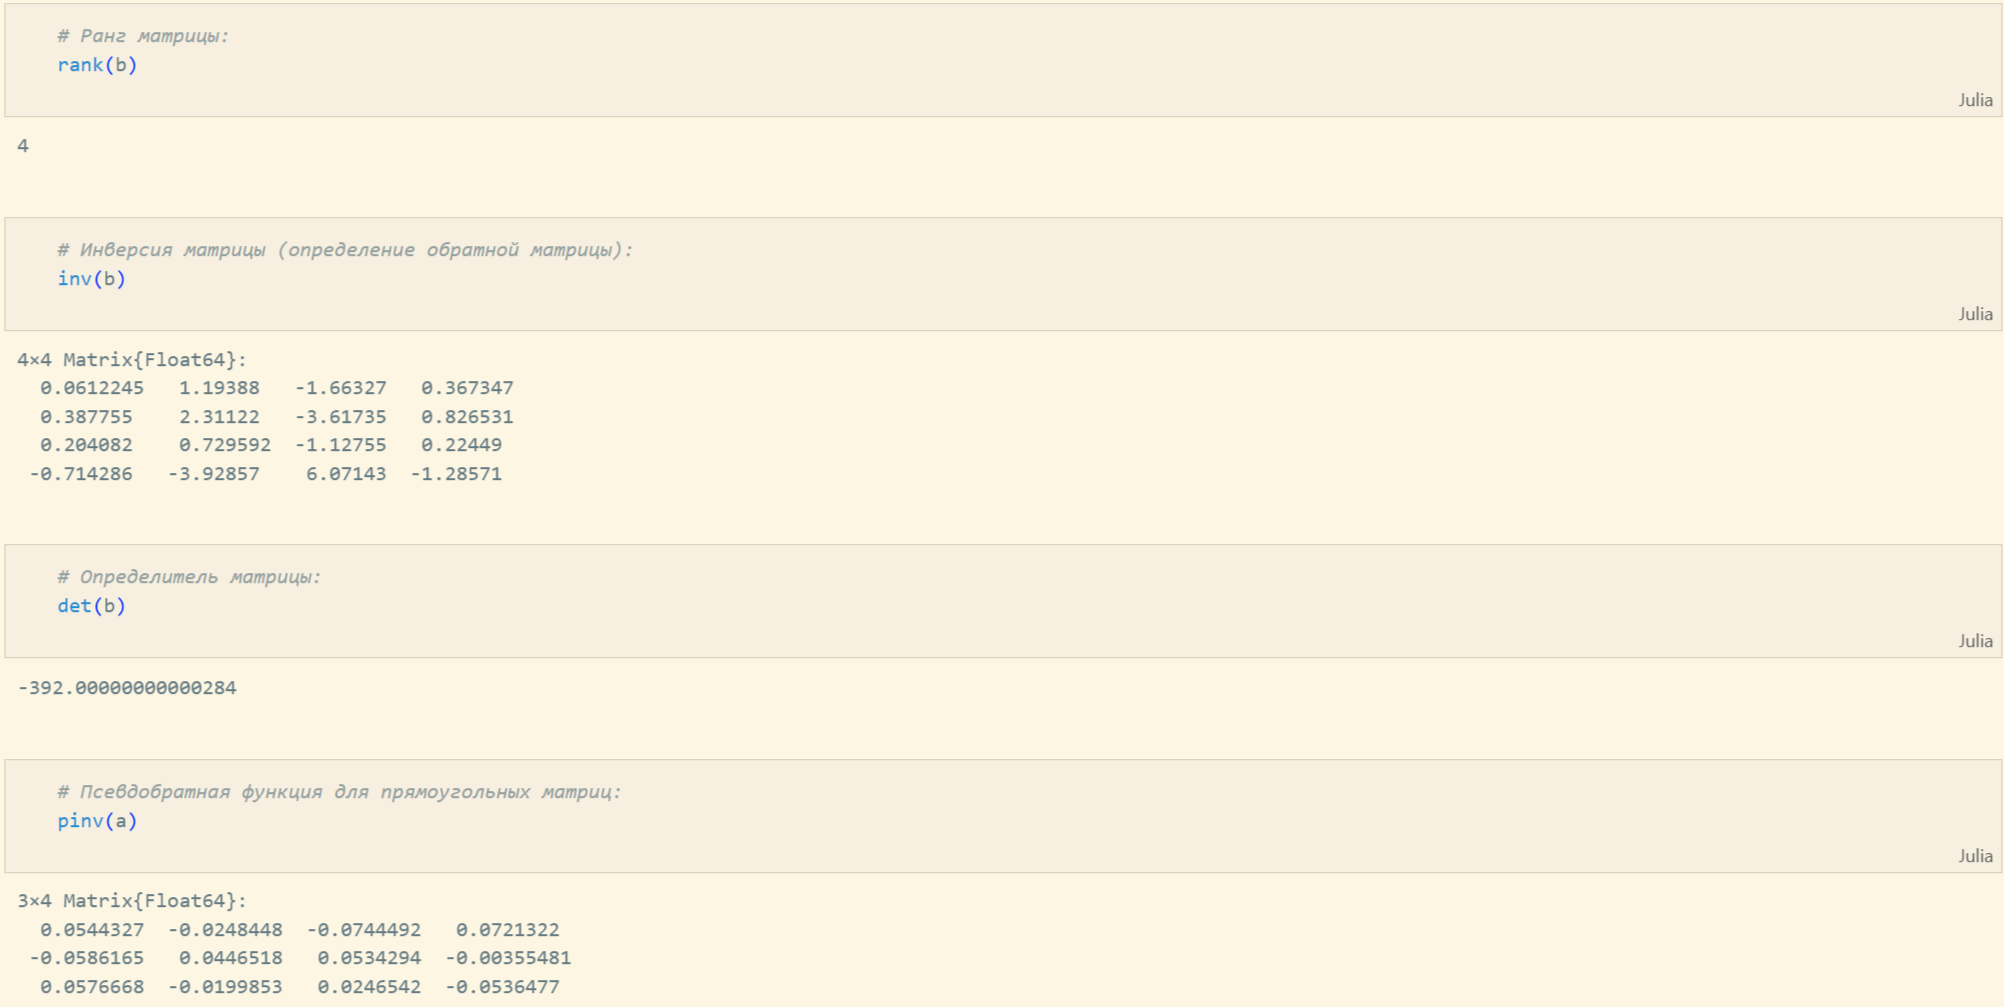 # Ранг матрицы:
rank(b)
Julia
4
# Инверсия матрицы (определение обратной матрицы):
inv(b)
Julia
4×4 Matrix{Float64}:
0.0612245 1.19388 -1.66327 0.367347
0.387755 2.31122 -3.61735 0.826531
0.204082 0.729592 -1.12755 0.22449
-0.714286 -3.92857 6.07143 -1.28571
# Определитель матрицы:
det(b)
Julia
-392.00000000000284
# Псевдобратная функция для прямоугольных матриц:
pinv(a)
Julia
3×4 Matrix{Float64}:
0.0544327 -0.0248448 -0.0744492 0.0721322
-0.0586165 0.0446518 0.0534294 -0.00355481
0.0576668 -0.0199853 0.0246542 -0.0536477